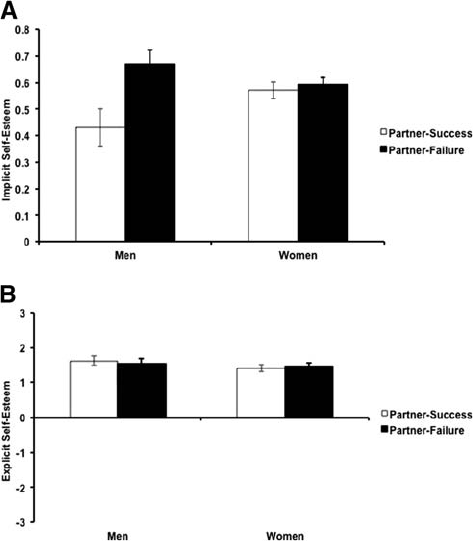 A
0.8
0.7
0.6
0.5
0.4
0.3
0.2
0.1
0
Implicit Self-Esteem
Men
Women
Partner-Success
Partner-Failure
B
3
2
1
0
-1
-2
-3
Explicit Self-Esteem
Men
Women
Partner-Success
Partner-Failure